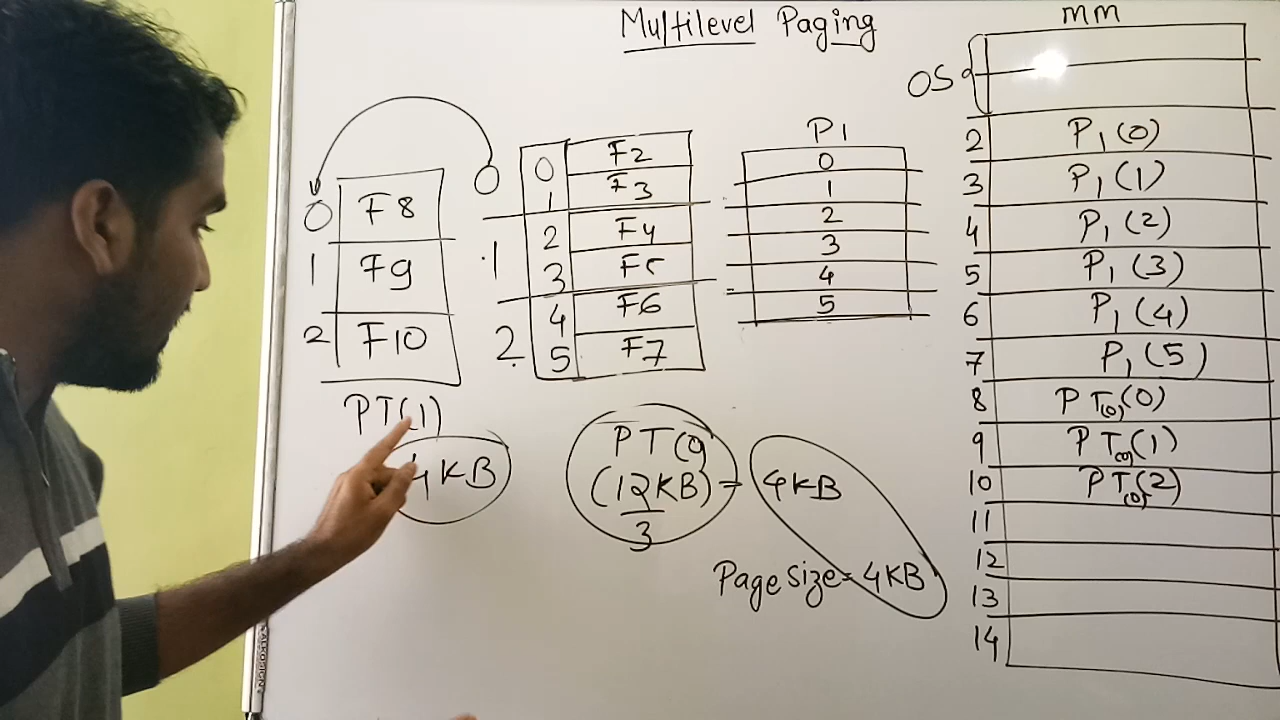 Multilevel Paging
0 F8
1 F9
2 F10
PT(1)
4KB
0
1
2
0 F2
1 F3
2 F4
3 F5
4 F6
5 F7
PT(0)
(12KB) = 4KB
3
Page size = 4KB
P1
0
1
2
3
4
5
MM
OS
2 P1(0)
3 P1(1)
4 P1(2)
5 P1(3)
6 P1(4)
7 P1(5)
8 PT(0)(0)
9 PT(0)(1)
10 PT(0)(2)
11
12
13
14